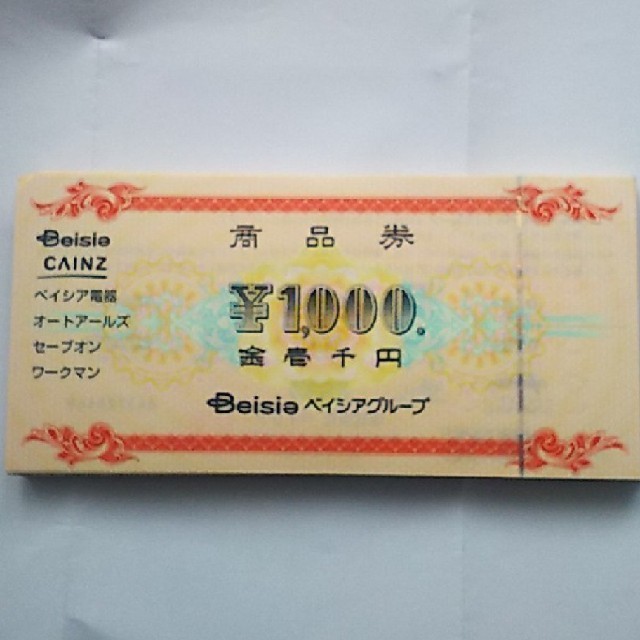 Beisia
CAINZ
ベイシア電器
オートアールズ
セーブオン
ワークマン
商品券
¥1,000.
金壱千円
Beisia ベイシアグループ